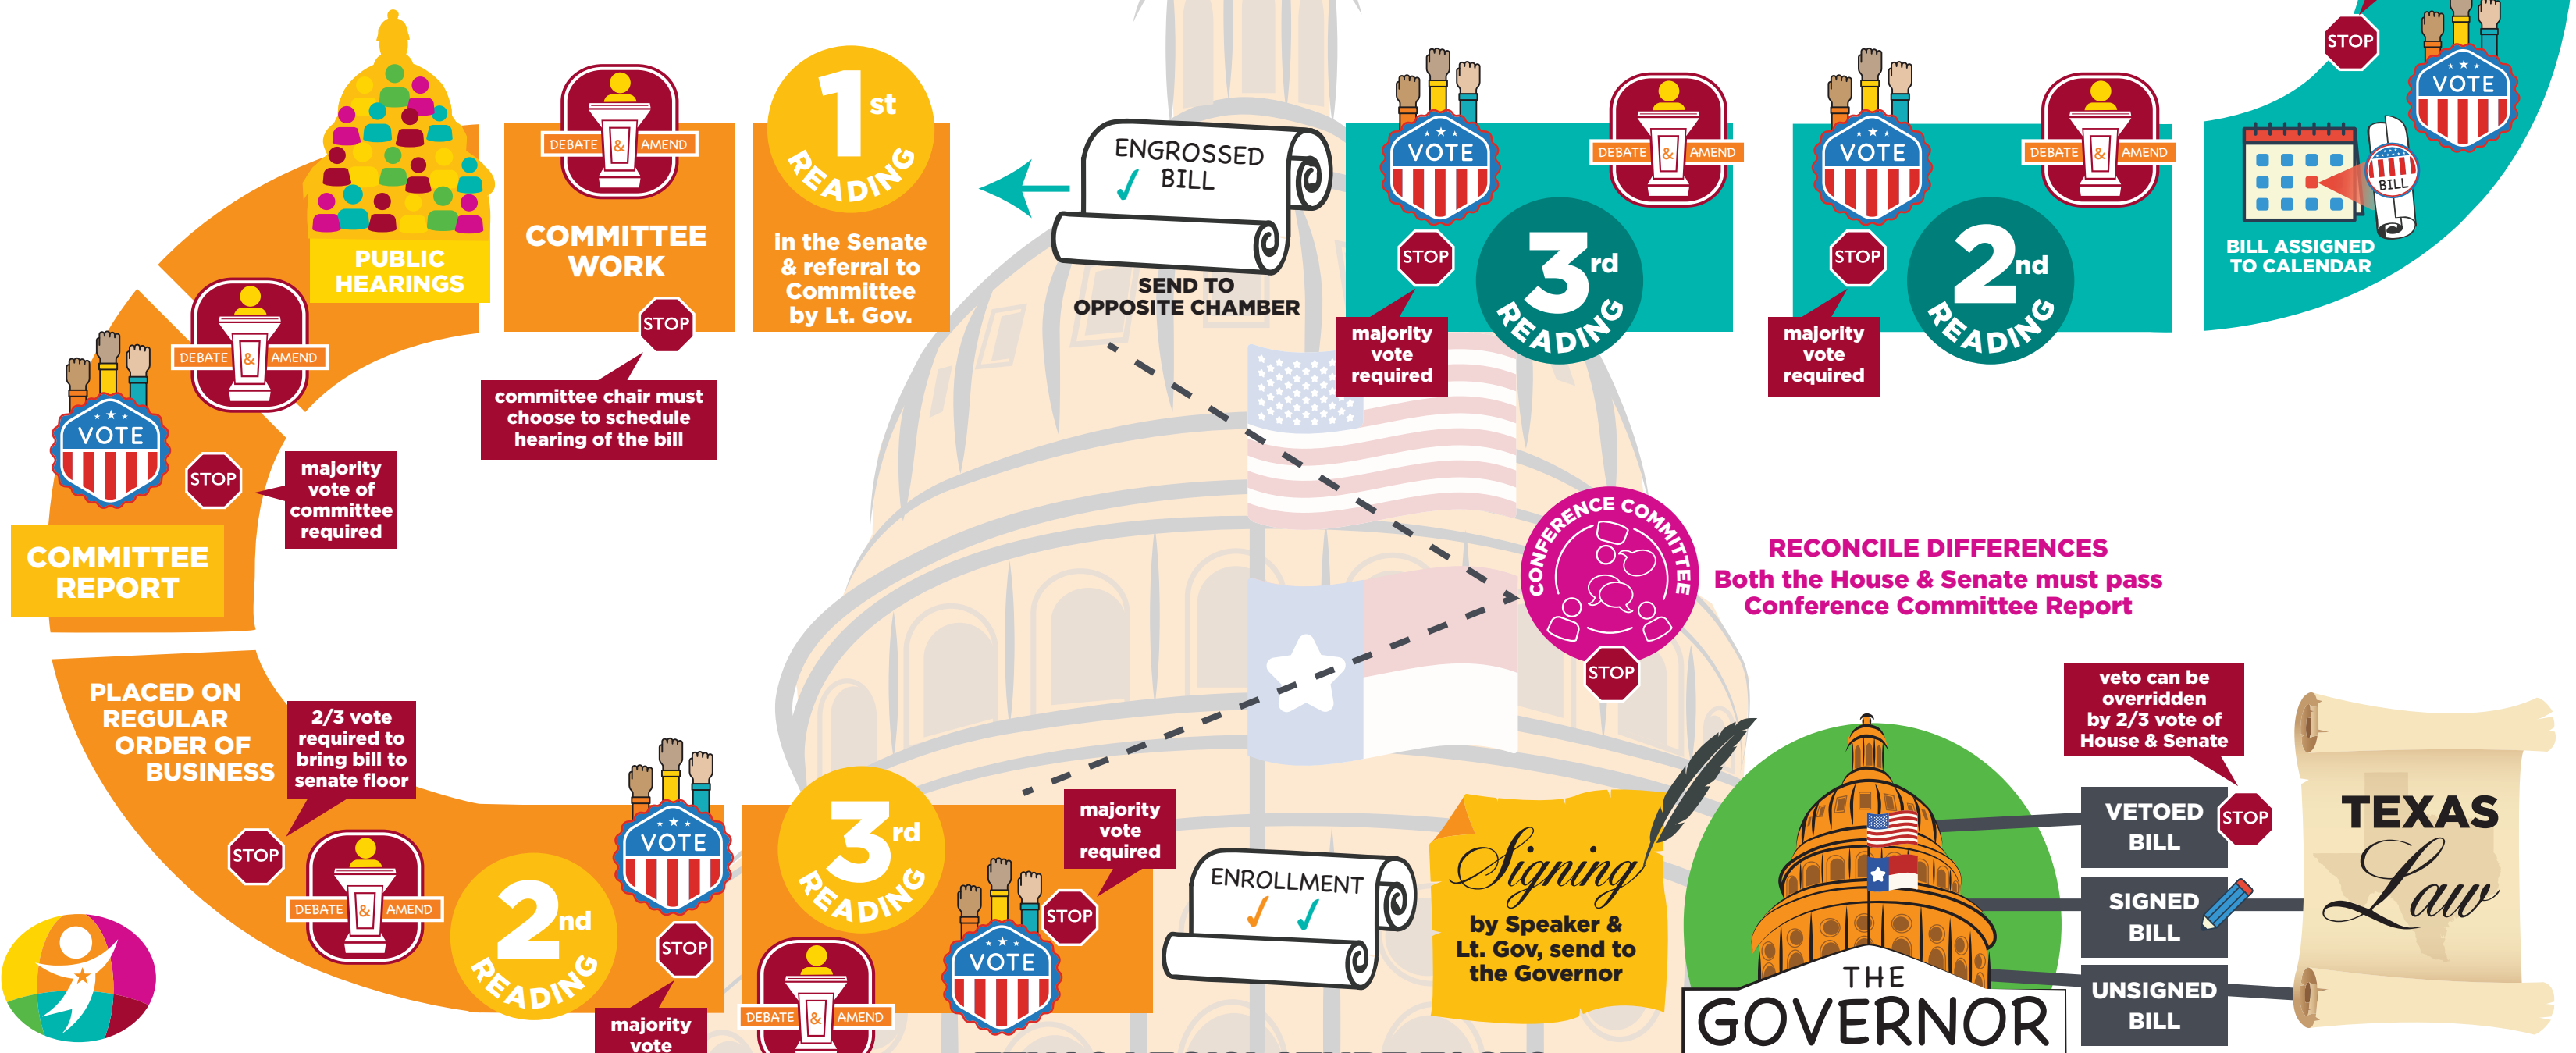 STOP
VOTE
BILL
BILL ASSIGNED
TO CALENDAR
DEBATE & AMEND
VOTE
STOP
2nd
READING
majority
vote
required
DEBATE & AMEND
VOTE
STOP
3rd
READING
majority
vote
required
ENGROSSED
BILL
SEND TO
OPPOSITE CHAMBER
1st
READING
in the Senate
& referral to
Committee
by Lt. Gov.
DEBATE & AMEND
COMMITTEE
WORK
STOP
committee chair must
choose to schedule
hearing of the bill
PUBLIC
HEARINGS
DEBATE & AMEND
VOTE
STOP
majority
vote of
committee
required
COMMITTEE
REPORT
PLACED ON
REGULAR
ORDER OF
BUSINESS
2/3 vote
required to
bring bill to
senate floor
STOP
DEBATE & AMEND
2nd
READING
VOTE
STOP
majority
vote
3rd
READING
DEBATE & AMEND
VOTE
STOP
majority
vote
required
CONFERENCE COMMITTEE
STOP
RECONCILE DIFFERENCES
Both the House & Senate must pass
Conference Committee Report
ENROLLMENT
Signing
by Speaker &
Lt. Gov, send to
the Governor
THE
GOVERNOR
veto can be
overridden
by 2/3 vote of
House & Senate
VETOED
BILL
STOP
SIGNED
BILL
UNSIGNED
BILL
TEXAS
Law